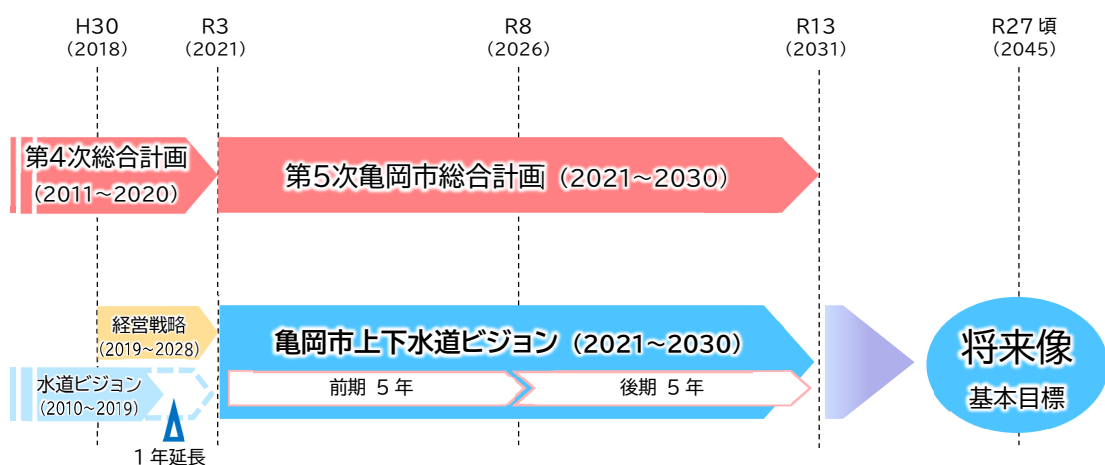 H30
(2018)
R3
(2021)
R8
(2026)
R13
(2031)
R27 頃
(2045)
第4次総合計画
(2011～2020)
第5次亀岡市総合計画 (2021～2030)
経営戦略
(2019~2028)
亀岡市上下水道ビジョン (2021～2030)
水道ビジョン
(2010~2019)
前期 5 年
後期 5 年
1 年延長
将来像
基本目標